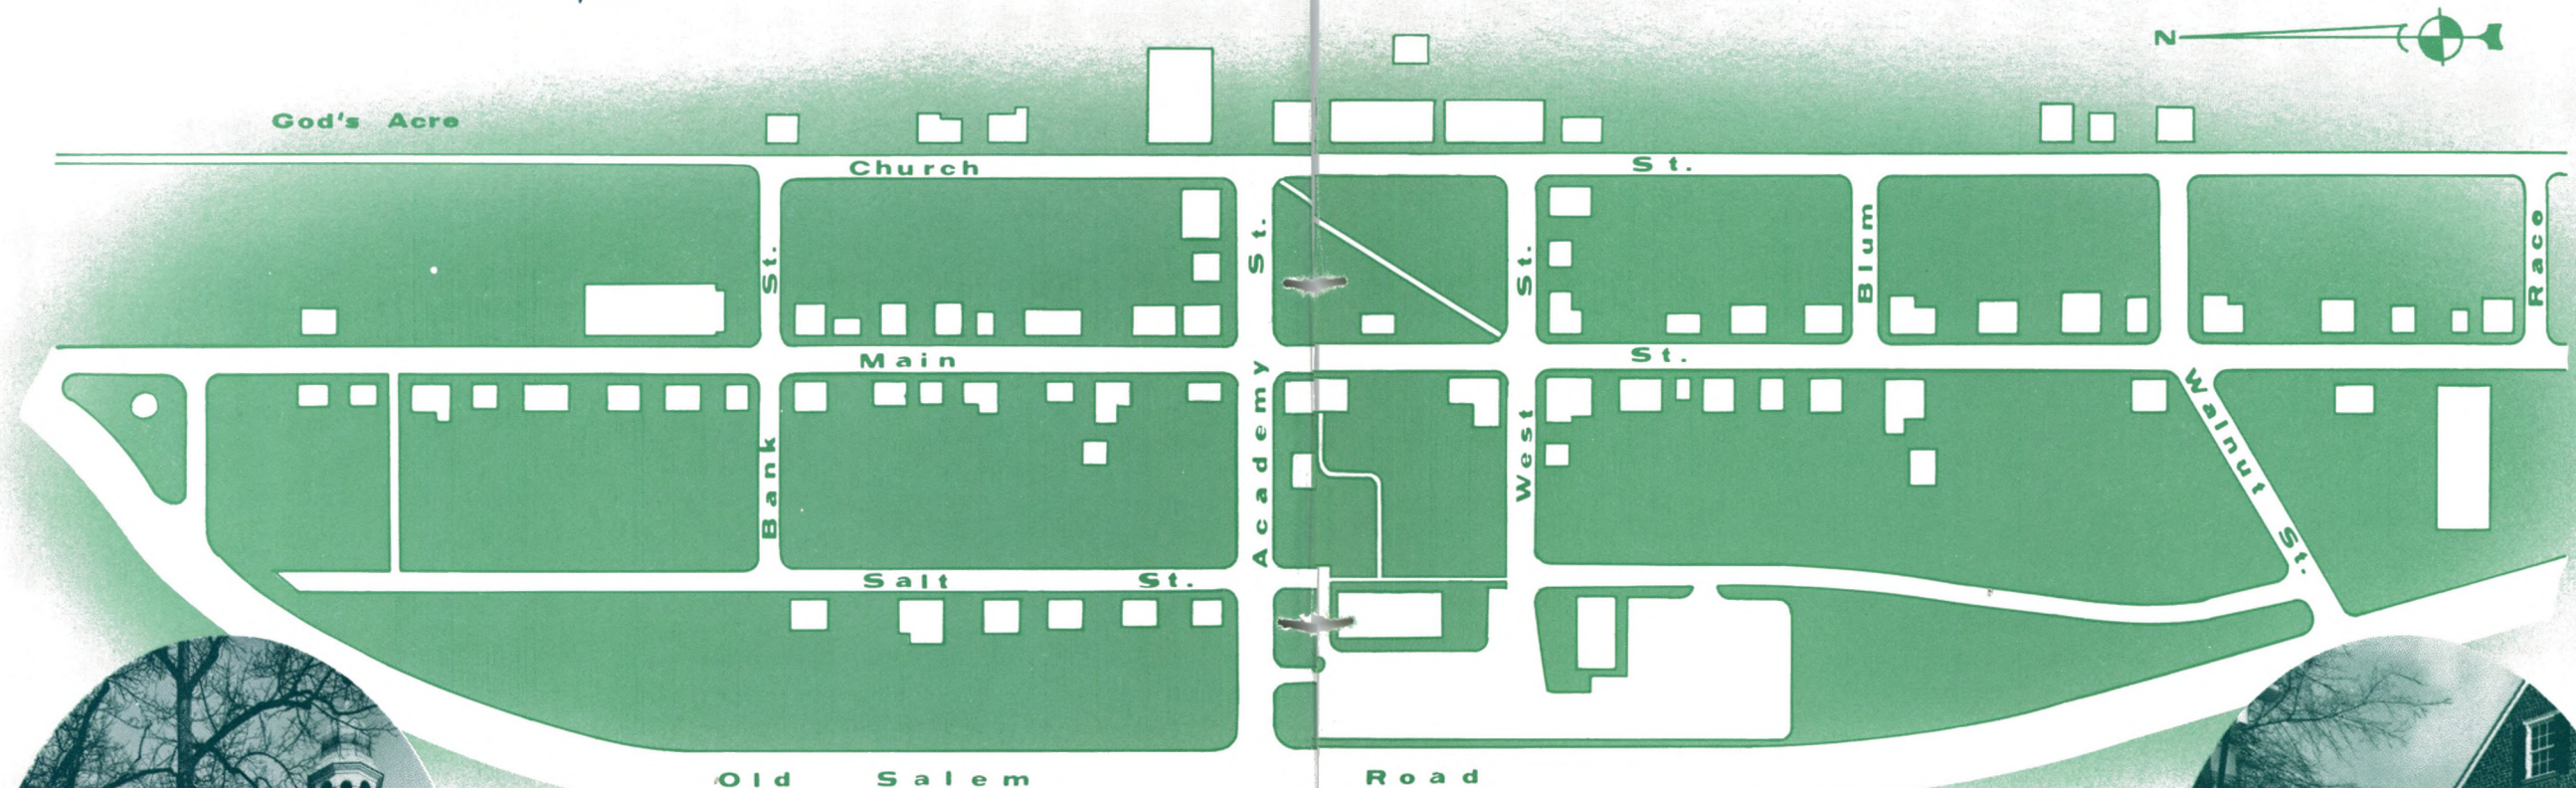 N
God's Acre
Church St.
Bank St.
Academy St.
West St.
Blum
Race
Main St.
Walnut St.
Salt St.
Old Salem Road